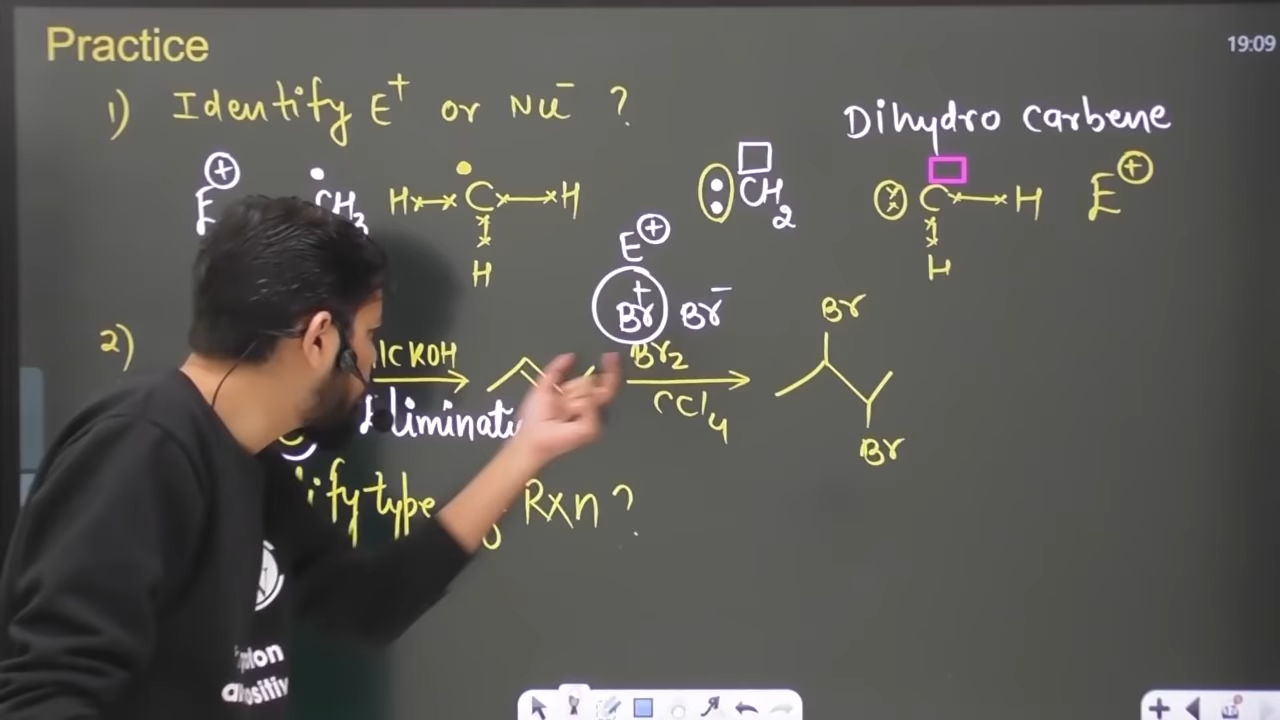 Practice
19:09
1) Identify E+ or Nu- ?
Dihydro carbene
E+ CH3 H C H
H
CH2
C H E+
H
E+
Br+ Br-
Br
2)
KOH
Br2
CCl4
Br
type Rxn ?